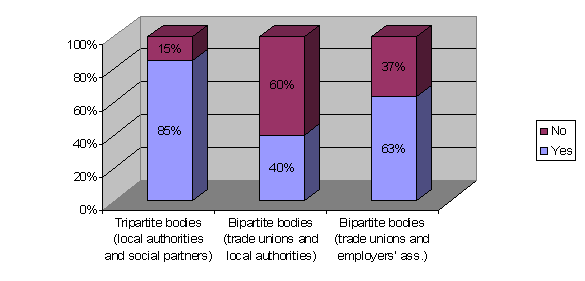 100%
80%
60%
40%
20%
0%
15%
85%
60%
40%
37%
63%
No
Yes
Tripartite bodies
(local authorities
and social partners)
Bipartite bodies
(trade unions and
local authorities)
Bipartite bodies
(trade unions and
employers' ass.)